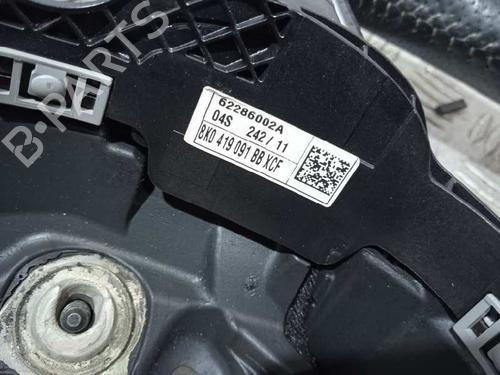 B-PARTS
62286002A
04S 242/11
8K0 419 091 BB XCF